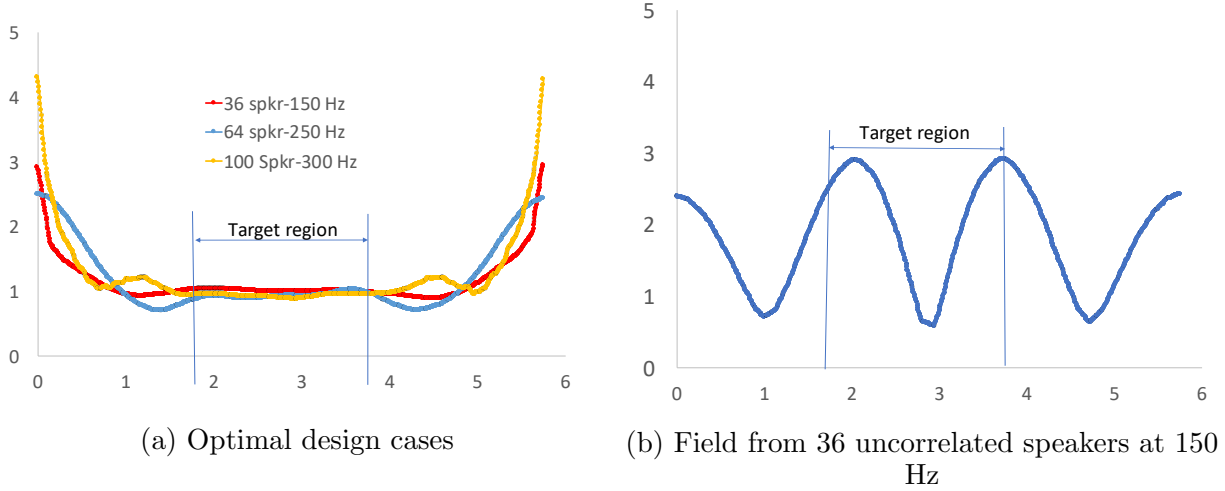 5
4
3
2
1
0
0 1 2 3 4 5 6
36 spkr-150 Hz
64 spkr-250 Hz
100 Spkr-300 Hz
Target region
(a) Optimal design cases
5
4
3
2
1
0
0 1 2 3 4 5 6
Target region
(b) Field from 36 uncorrelated speakers at 150
Hz